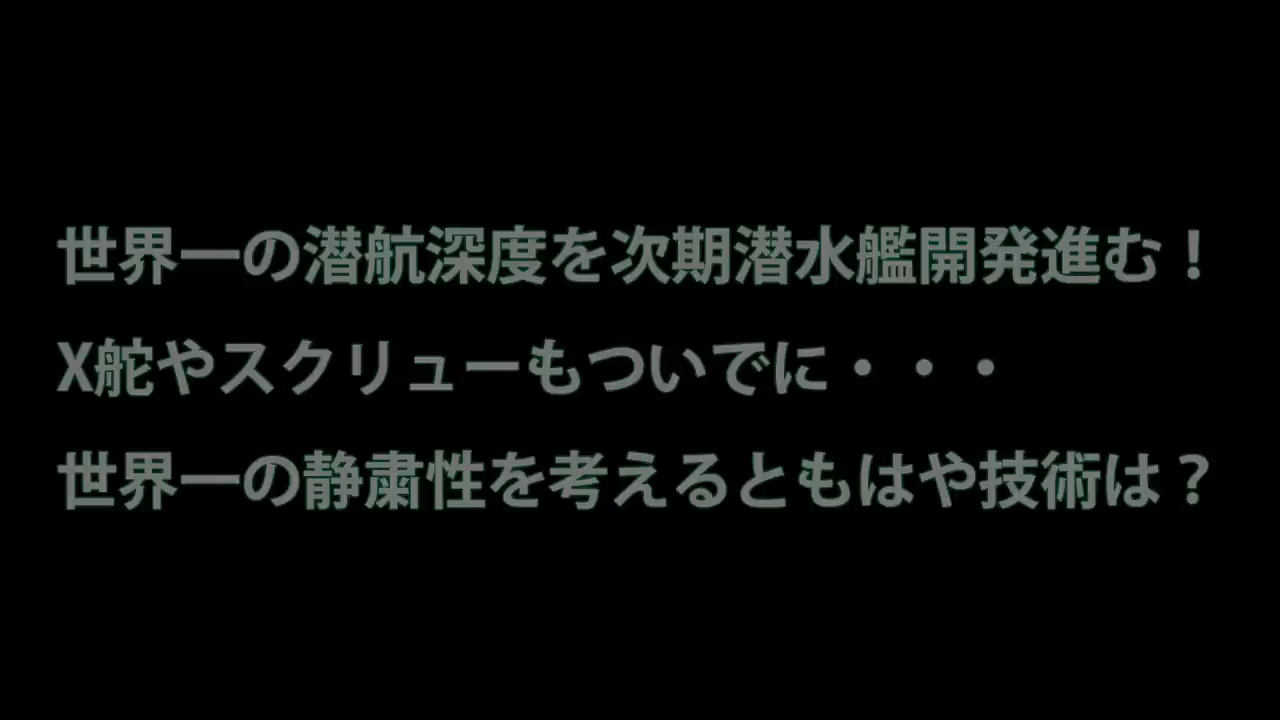 世界一の潜航深度を次期潜水艦開発進む！
X舵やスクリューもついでに・・・
世界一の静粛性を考えるともはや技術は？